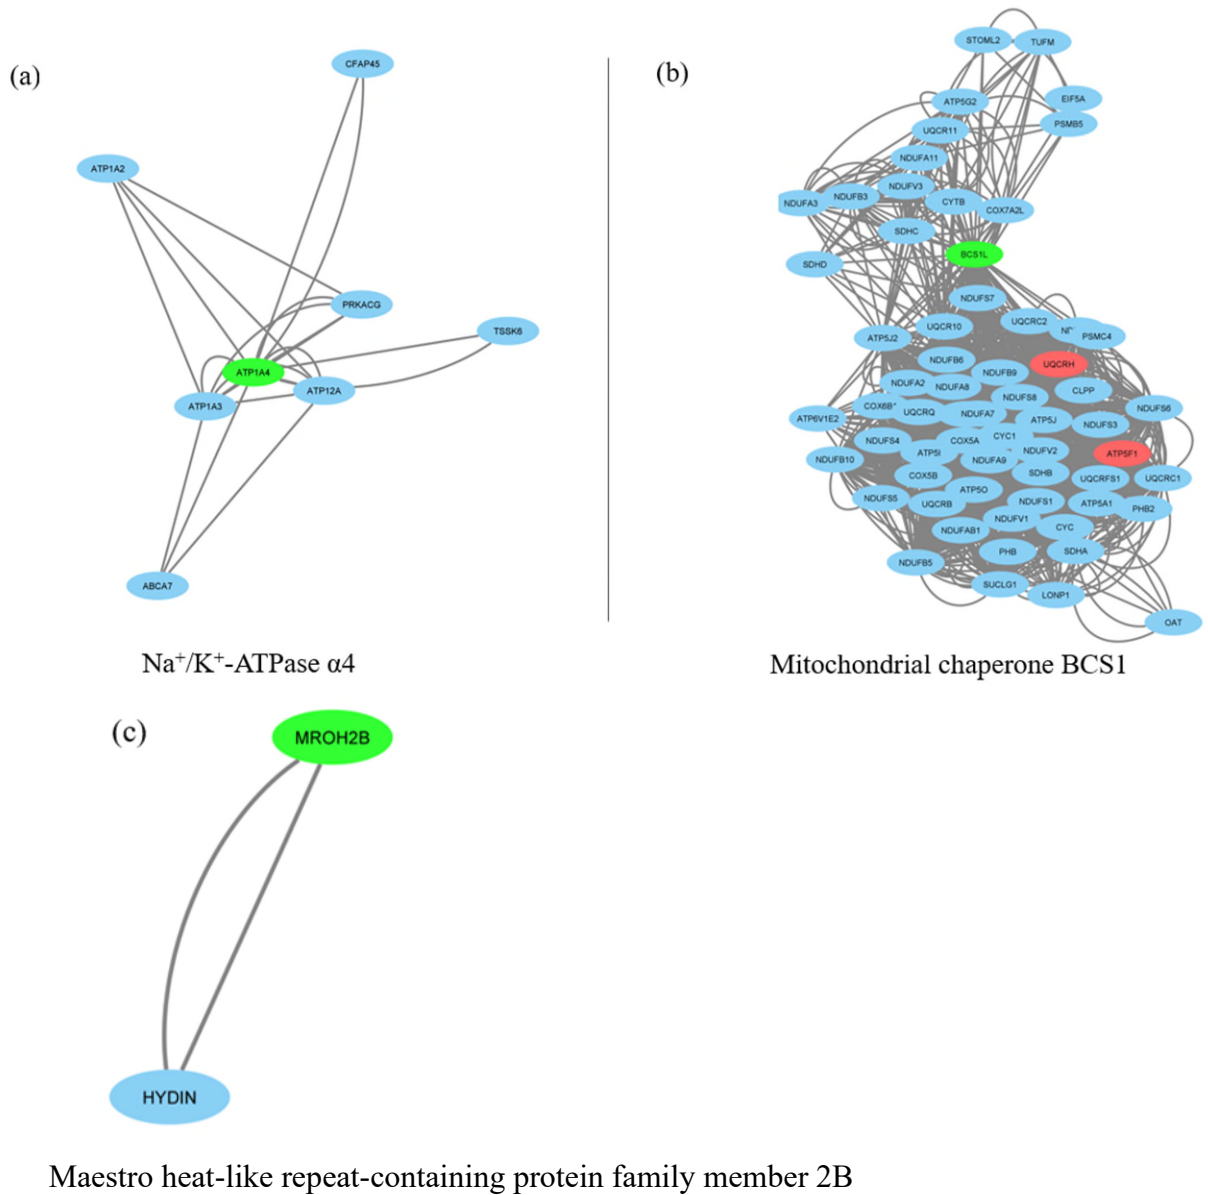 (a)
CFAP45
ATP1A2
PRKACG
TSSK6
ATP1A4
ATP12A
ATP1A3
ABCA7
Na⁺/K⁺-ATPase α4
(b)
STOML2
TUFM
ATP5G2
EIF5A
PSMB5
UQCR11
NDUFA11
NDUFV3
NDUFB3
NDUFA3
CYTB
COX7A2L
SDHC
BCS1L
SDHD
NDUFS7
UQCR10
UQCRC2
PSMC4
ATP5J2
NDUFB6
UQCRH
NDUFB9
NDUFA2
NDUFA8
CLPP
NDUFS8
COX6B
UQCRQ
NDUFA7
NDUFS6
ATP6V1E2
ATP5J
NDUFS3
NDUFS4
COX5A
CYC1
ATP5I
NDUFV2
ATP5F1
NDUFB10
NDUFA9
COX5B
SDHB
UQCRFS1
UQCRC1
ATP5O
NDUFS5
UQCRB
NDUFS1
ATP5A1
PHB2
NDUFV1
NDUFAB1
CYC
PHB
SDHA
NDUFB5
SUCLG1
LONP1
OAT
Mitochondrial chaperone BCS1
(c)
MROH2B
HYDIN
Maestro heat-like repeat-containing protein family member 2B